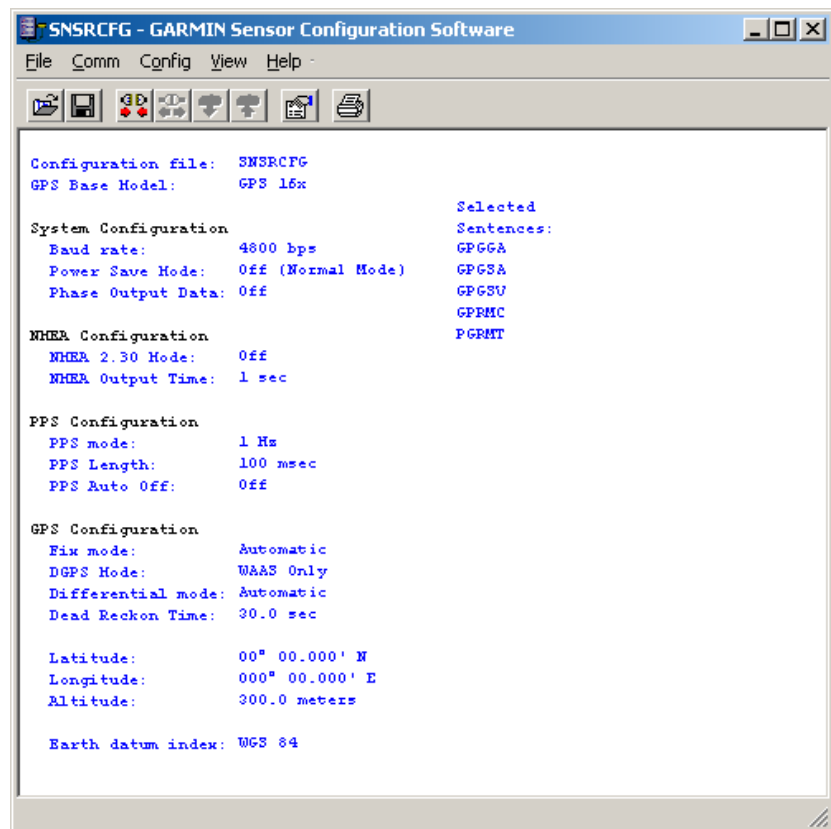 SNSRCFG - GARMIN Sensor Configuration Software
File Comm Config View Help
Configuration file: SNSRCFG
GPS Base Model: GPS 16x
Selected
System Configuration Sentences:
Baud rate: 4800 bps GPGGA
Power Save Mode: Off (Normal Mode) GPGSA
Phase Output Data: Off GPGSV
GPRMC
NMEA Configuration PGRMT
NMEA 2.30 Mode: Off
NMEA Output Time: 1 sec
PPS Configuration
PPS mode: 1 Hz
PPS Length: 100 msec
PPS Auto Off: Off
GPS Configuration
Fix mode: Automatic
DGPS Mode: WAAS Only
Differential mode: Automatic
Dead Reckon Time: 30.0 sec
Latitude: 00° 00.000' N
Longitude: 000° 00.000' E
Altitude: 300.0 meters
Earth datum index: WGS 84